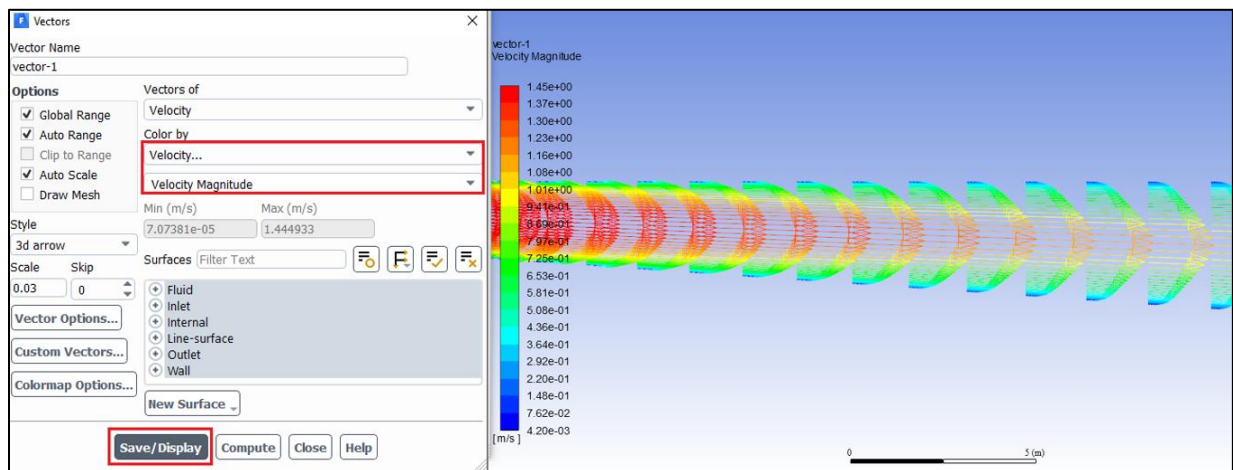 Vectors
Vector Name
vector-1
Options
Global Range
Auto Range
Clip to Range
Auto Scale
Draw Mesh
Style
3d arrow
Scale Skip
0.03 0
Vector Options...
Custom Vectors...
Colormap Options...
Vectors of
Velocity
Color by
Velocity...
Velocity Magnitude
Min (m/s) Max (m/s)
7.07381e-05 1.444933
Surfaces Filter Text
Fluid
Inlet
Internal
Line-surface
Outlet
Wall
New Surface
Save/Display Compute Close Help
vector-1
Velocity Magnitude
1.45e+00
1.37e+00
1.30e+00
1.23e+00
1.16e+00
1.08e+00
1.01e+00
9.41e-01
8.69e-01
7.97e-01
7.25e-01
6.53e-01
5.81e-01
5.08e-01
4.36e-01
3.64e-01
2.92e-01
2.20e-01
1.48e-01
7.62e-02
4.20e-03
[m/s ]
0 5 (m)